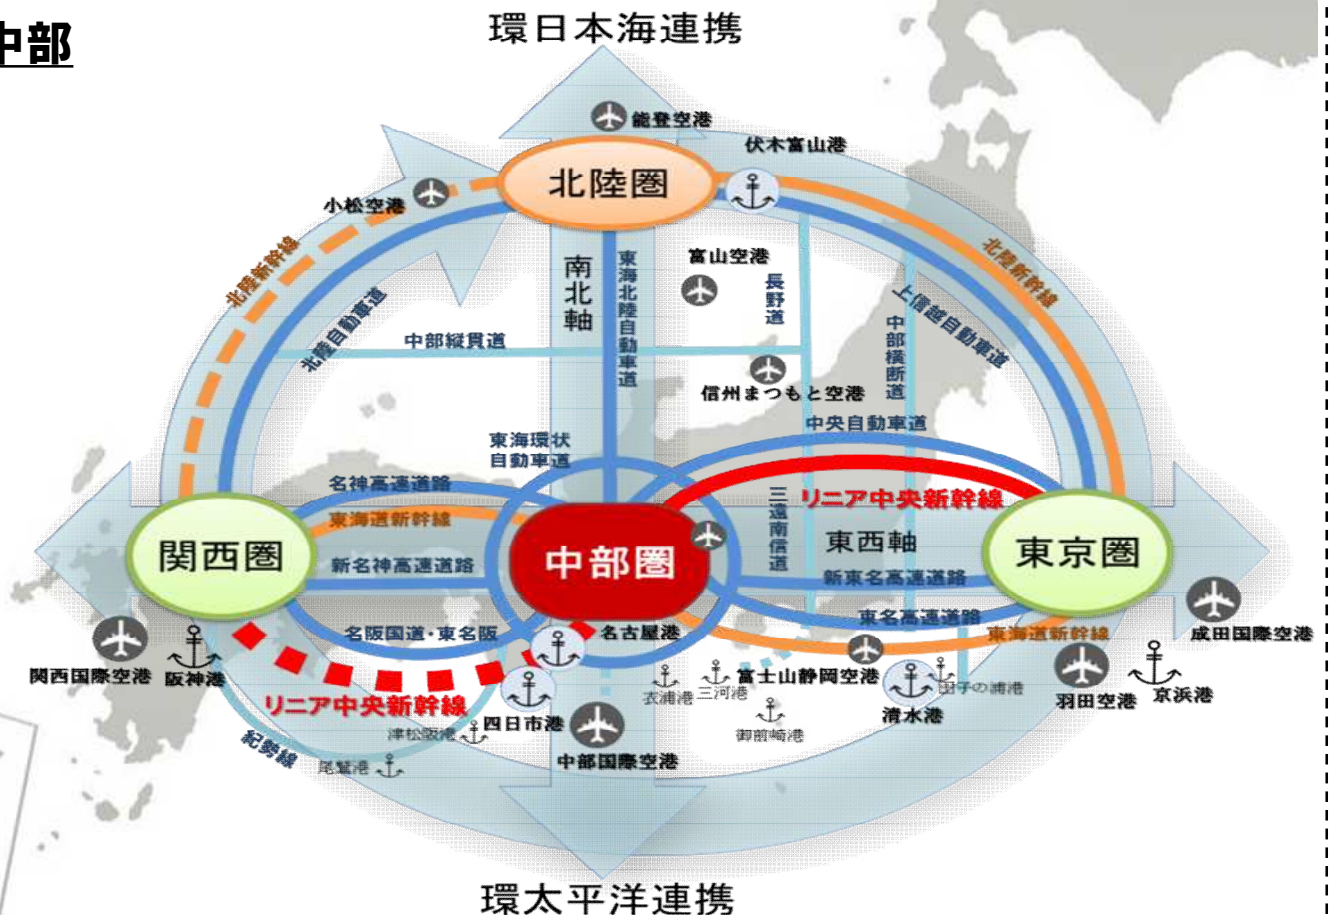 中部
環日本海連携
能登空港
伏木富山港
北陸圏
小松空港
北陸新幹線
北陸自動車道
南北軸
東海北陸自動車道
富山空港
長野道
北陸新幹線
上信越自動車道
中部横断道
中部縦貫道
信州まつもと空港
中央自動車道
東海環状
自動車道
名神高速道路
東海道新幹線
三遠南信道
リニア中央新幹線
関西圏
中部圏
東西軸
東京圏
新名神高速道路
新東名高速道路
名阪国道・東名阪
名古屋港
東名高速道路
東海道新幹線
成田国際空港
関西国際空港
阪神港
衣浦港
三河港
富士山静岡空港
田子の浦港
羽田空港
京浜港
リニア中央新幹線
四日市港
清水港
津松阪港
御前崎港
紀勢線
尾鷲港
中部国際空港
環太平洋連携